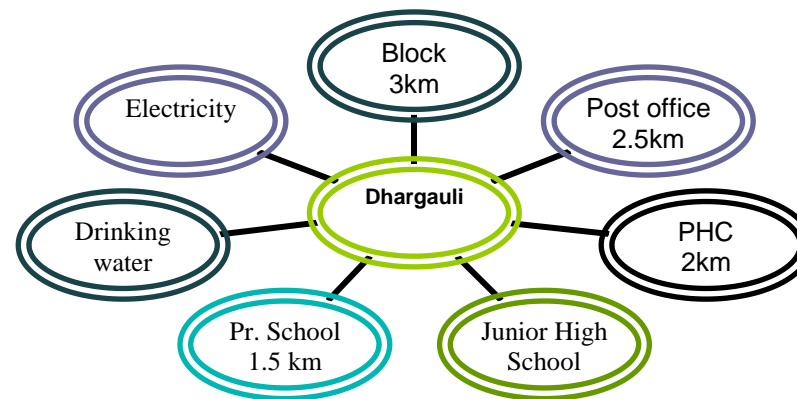 Block
3km
Electricity
Post office
2.5km
Dhargauli
Drinking
water
PHC
2km
Pr. School
1.5 km
Junior High
School